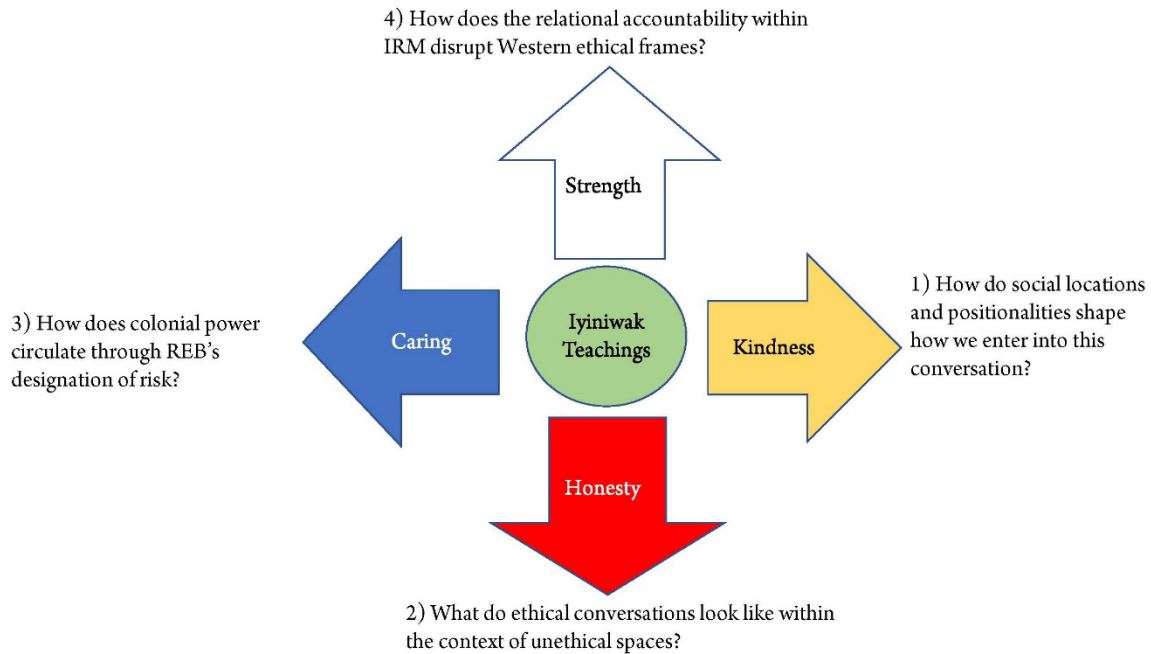 4) How does the relational accountability within
IRM disrupt Western ethical frames?
Strength
1) How do social locations
and positionalities shape
how we enter into this
conversation?
Kindness
Iyiniwak
Teachings
Caring
3) How does colonial power
circulate through REB’s
designation of risk?
Honesty
2) What do ethical conversations look like within
the context of unethical spaces?